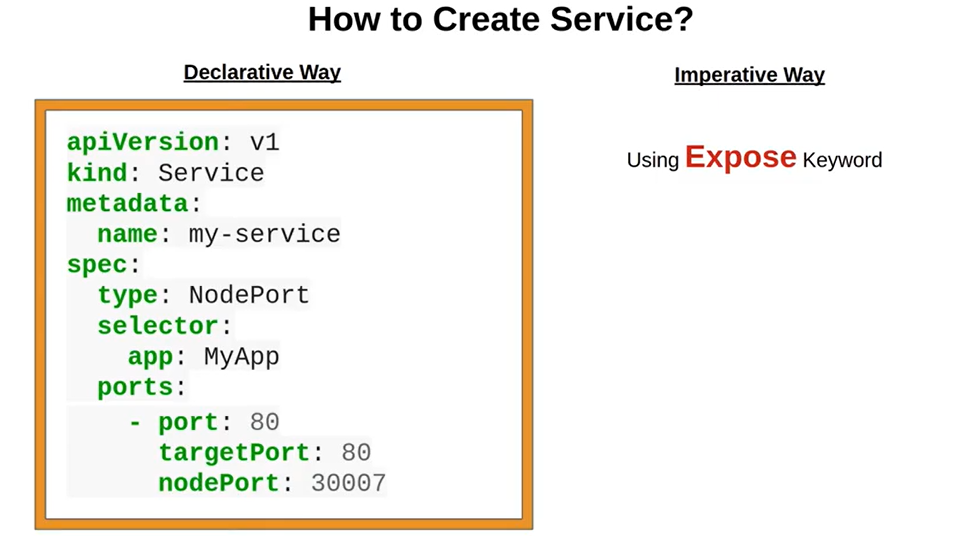 How to Create Service?
Declarative Way
apiVersion: v1
kind: Service
metadata:
  name: my-service
spec:
  type: NodePort
  selector:
    app: MyApp
  ports:
    - port: 80
      targetPort: 80
      nodePort: 30007
Imperative Way
Using Expose Keyword